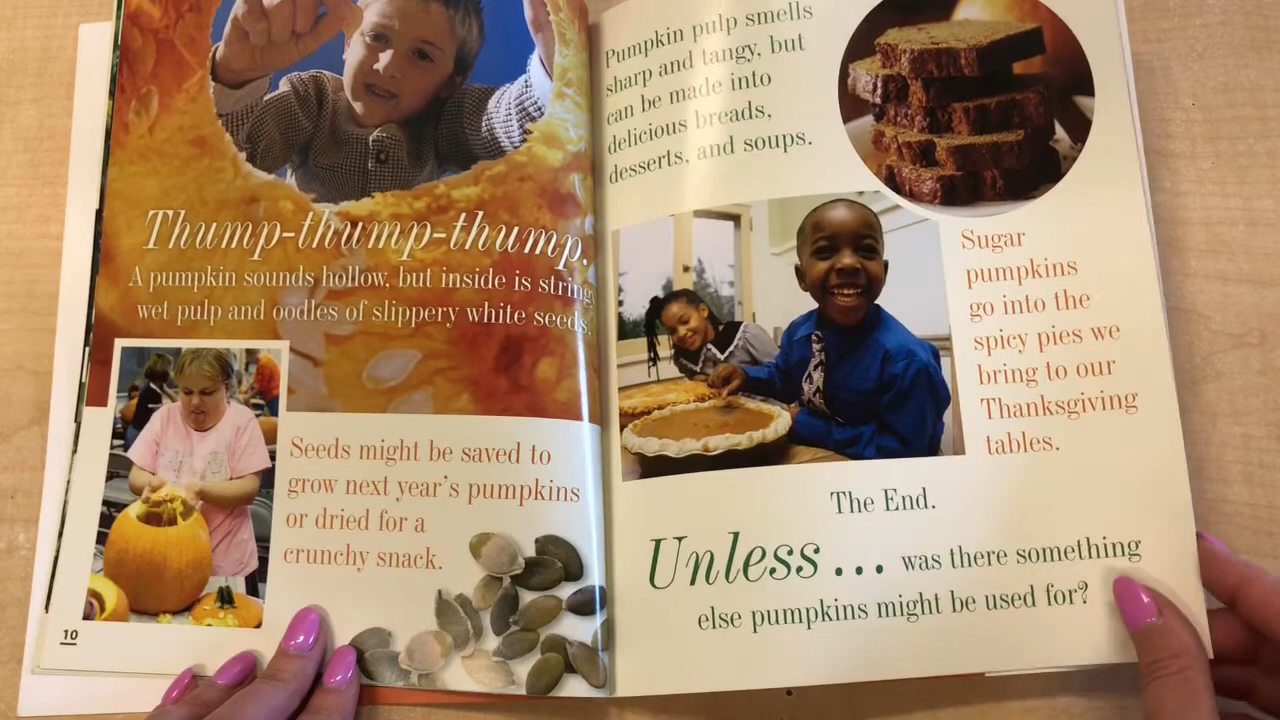 Thump-thump-thump.
A pumpkin sounds hollow, but inside is stringy
wet pulp and oodles of slippery white seeds.
Seeds might be saved to
grow next year's pumpkins
or dried for a
crunchy snack.
10
Pumpkin pulp smells
sharp and tangy, but
can be made into
delicious breads,
desserts, and soups.
Sugar
pumpkins
go into the
spicy pies we
bring to our
Thanksgiving
tables.
The End.
Unless... was there something
else pumpkins might be used for?